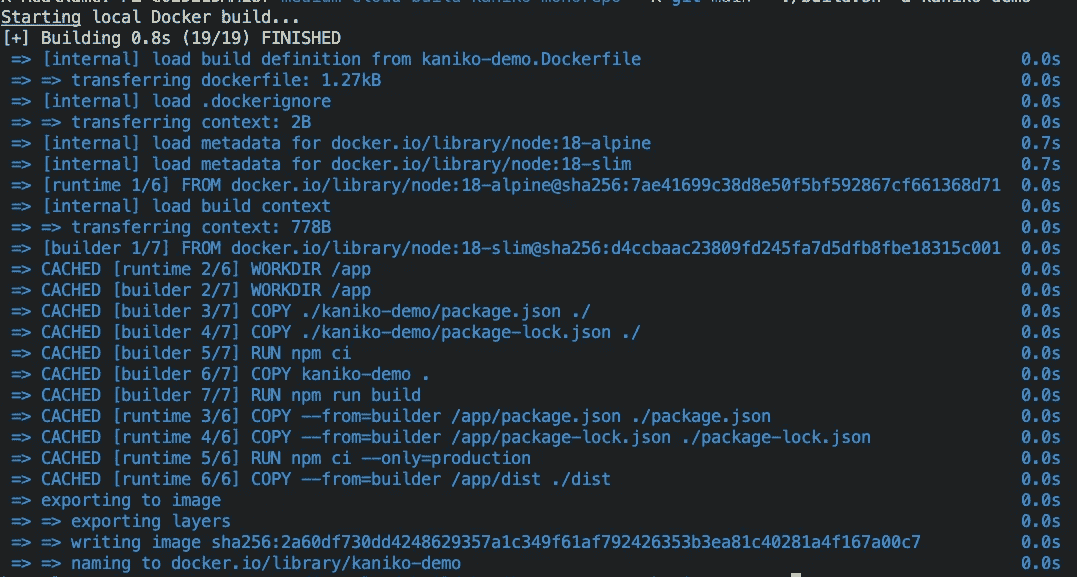 Starting local Docker build...
[+] Building 0.8s (19/19) FINISHED
=> [internal] load build definition from kaniko-demo.Dockerfile 0.0s
=> => transferring dockerfile: 1.27kB 0.0s
=> [internal] load .dockerignore 0.0s
=> => transferring context: 2B 0.0s
=> [internal] load metadata for docker.io/library/node:18-alpine 0.7s
=> [internal] load metadata for docker.io/library/node:18-slim 0.7s
=> [runtime 1/6] FROM docker.io/library/node:18-alpine@sha256:7ae41699c38d8e50f5bf592867cf661368d71 0.0s
=> [internal] load build context 0.0s
=> => transferring context: 778B 0.0s
=> [builder 1/7] FROM docker.io/library/node:18-slim@sha256:d4ccbaac23809fd245fa7d5dfb8fbe18315c001 0.0s
=> CACHED [runtime 2/6] WORKDIR /app 0.0s
=> CACHED [builder 2/7] WORKDIR /app 0.0s
=> CACHED [builder 3/7] COPY ./kaniko-demo/package.json ./ 0.0s
=> CACHED [builder 4/7] COPY ./kaniko-demo/package-lock.json ./ 0.0s
=> CACHED [builder 5/7] RUN npm ci 0.0s
=> CACHED [builder 6/7] COPY kaniko-demo . 0.0s
=> CACHED [builder 7/7] RUN npm run build 0.0s
=> CACHED [runtime 3/6] COPY --from=builder /app/package.json ./package.json 0.0s
=> CACHED [runtime 4/6] COPY --from=builder /app/package-lock.json ./package-lock.json 0.0s
=> CACHED [runtime 5/6] RUN npm ci --only=production 0.0s
=> CACHED [runtime 6/6] COPY --from=builder /app/dist ./dist 0.0s
=> exporting to image 0.0s
=> => exporting layers 0.0s
=> => writing image sha256:2a60df730dd4248629357a1c349f61af792426353b3ea81c40281a4f167a00c7 0.0s
=> => naming to docker.io/library/kaniko-demo 0.0s